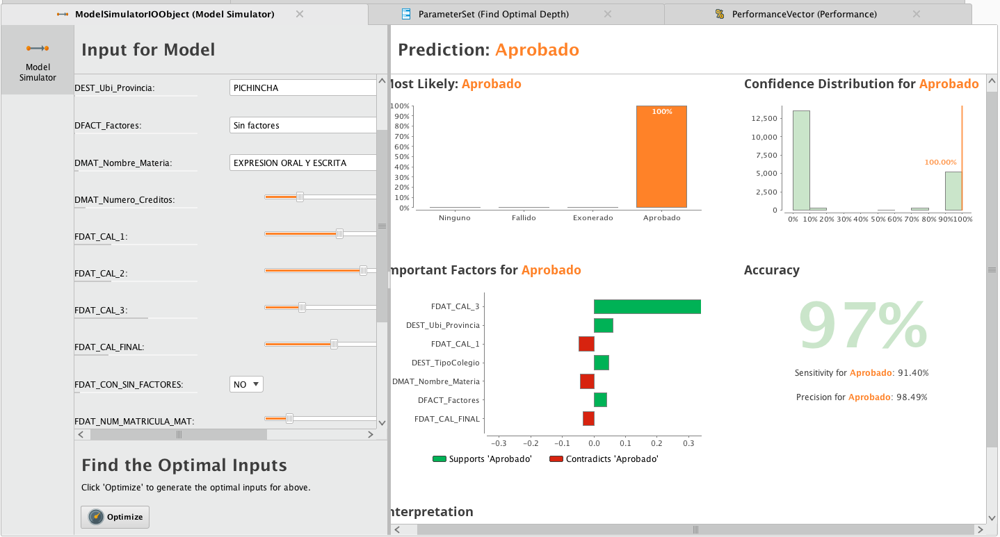 ModelSimulatorIOObject (Model Simulator)
ParameterSet (Find Optimal Depth)
PerformanceVector (Performance)
Model
Simulator
Input for Model
DEST_Ubi_Provincia:
PICHINCHA
DFACT_Factores:
Sin factores
DMAT_Nombre_Materia:
EXPRESION ORAL Y ESCRITA
DMAT_Numero_Creditos:
FDAT_CAL_1:
FDAT_CAL_2:
FDAT_CAL_3:
FDAT_CAL_FINAL:
FDAT_CON_SIN_FACTORES:
NO
FDAT_NUM_MATRICULA_MAT:
Find the Optimal Inputs
Click 'Optimize' to generate the optimal inputs for above.
Optimize
Prediction: Aprobado
Most Likely: Aprobado
100%
90%
80%
70%
60%
50%
40%
30%
20%
10%
0%
100%
Ninguno
Fallido
Exonerado
Aprobado
Confidence Distribution for Aprobado
12,500
10,000
7,500
5,000
2,500
0
100.00%
0% 10% 20% 30% 40% 50% 60% 70% 80% 90%100%
mportant Factors for Aprobado
FDAT_CAL_3
DEST_Ubi_Provincia
FDAT_CAL_1
DEST_TipoColegio
DMAT_Nombre_Materia
DFACT_Factores
FDAT_CAL_FINAL
-0.3 -0.2 -0.1 0.0 0.1 0.2 0.3
Supports 'Aprobado'
Contradicts 'Aprobado'
Accuracy
97%
Sensitivity for Aprobado: 91.40%
Precision for Aprobado: 98.49%
nterpretation